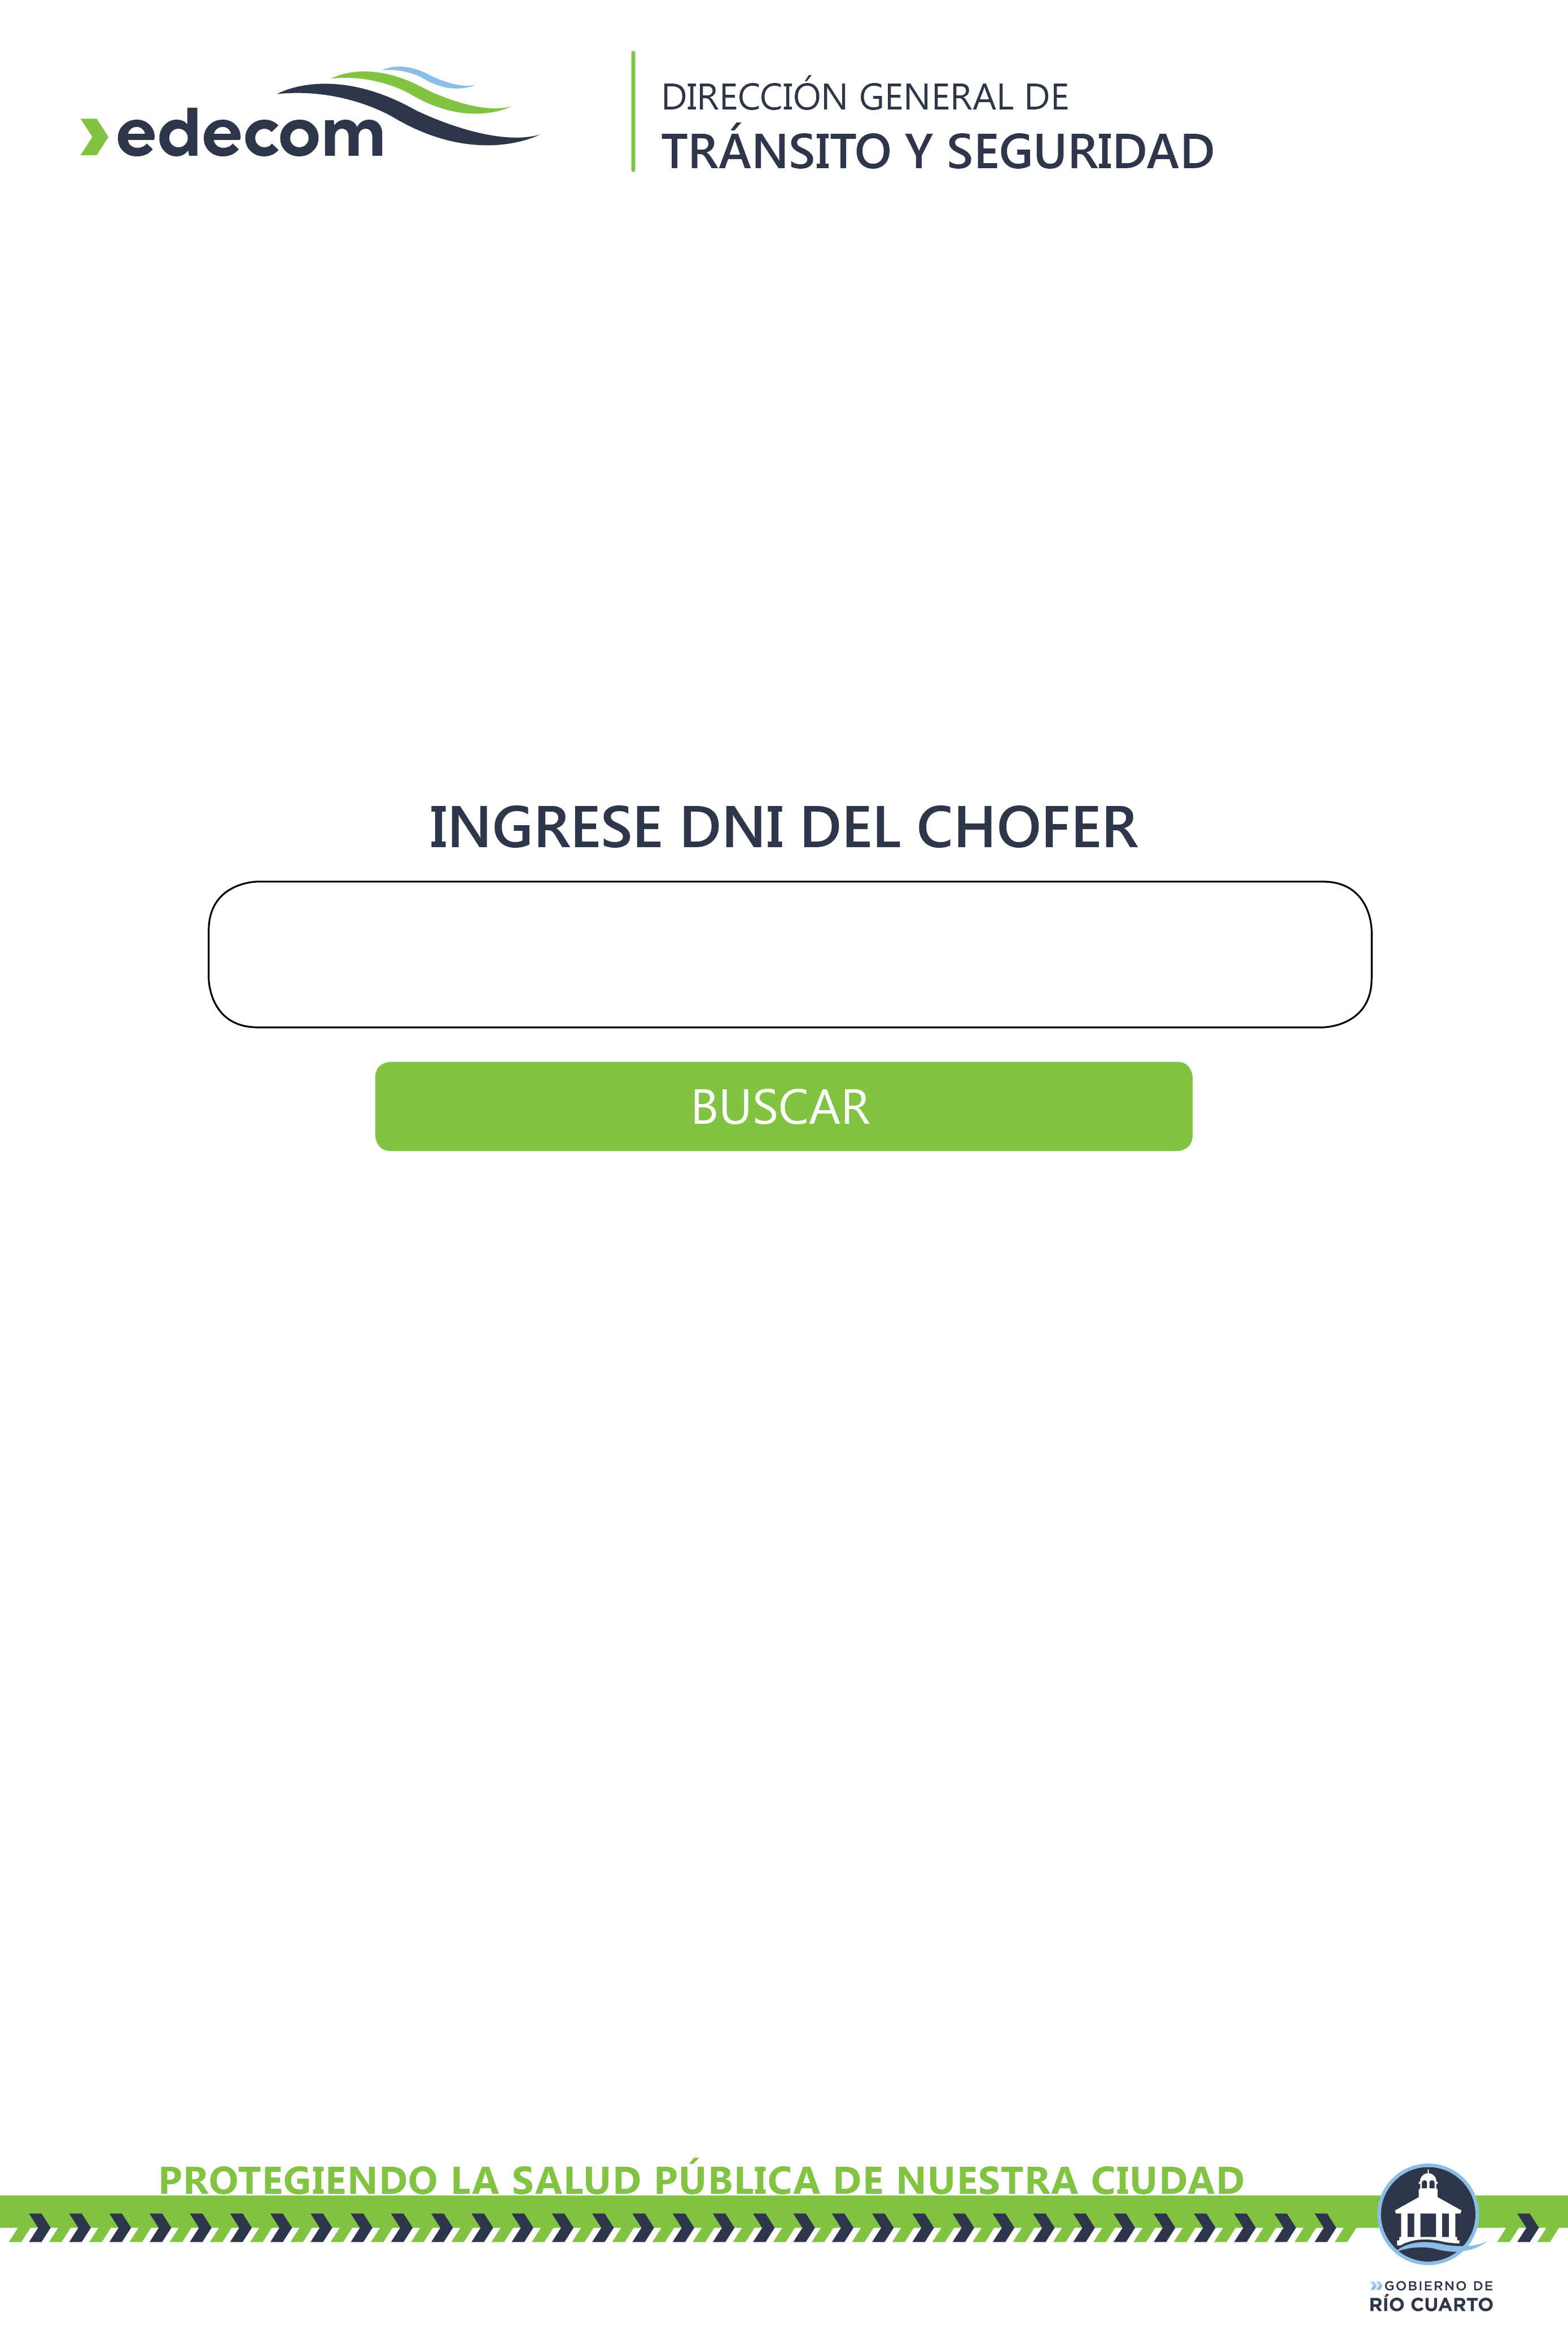 edecom
DIRECCIÓN GENERAL DE
TRÁNSITO Y SEGURIDAD
INGRESE DNI DEL CHOFER
BUSCAR
PROTEGIENDO LA SALUD PÚBLICA DE NUESTRA CIUDAD
GOBIERNO DE
RÍO CUARTO